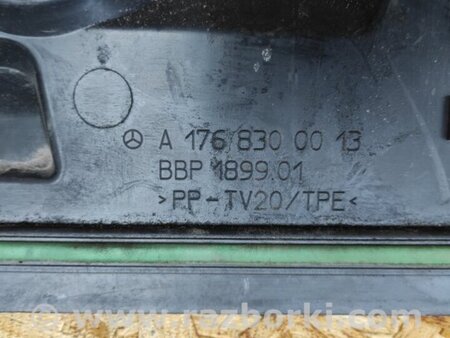 A 176 830 00 13
BBP 1899.01
>PP-TV20/TPE<
© www.razborki.com